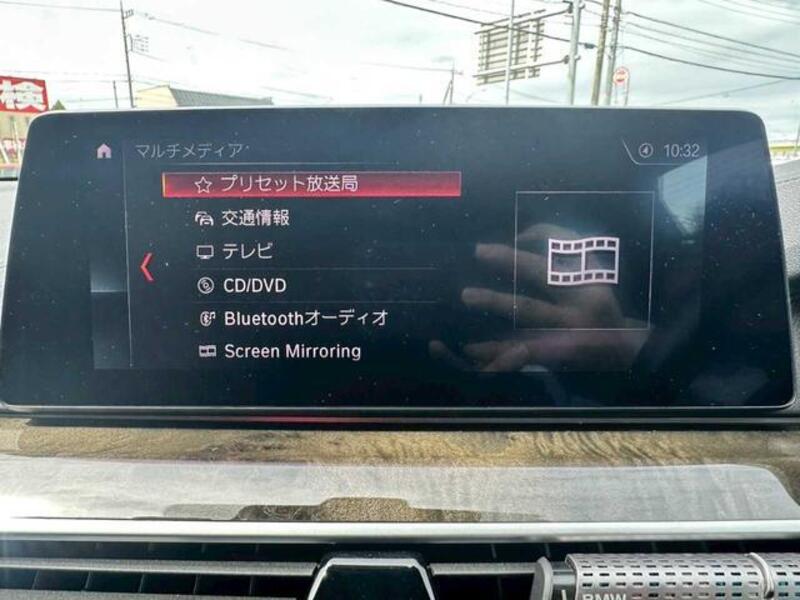 検
マルチメディア
10:32
プリセット放送局
交通情報
テレビ
CD/DVD
Bluetoothオーディオ
Screen Mirroring
BMW